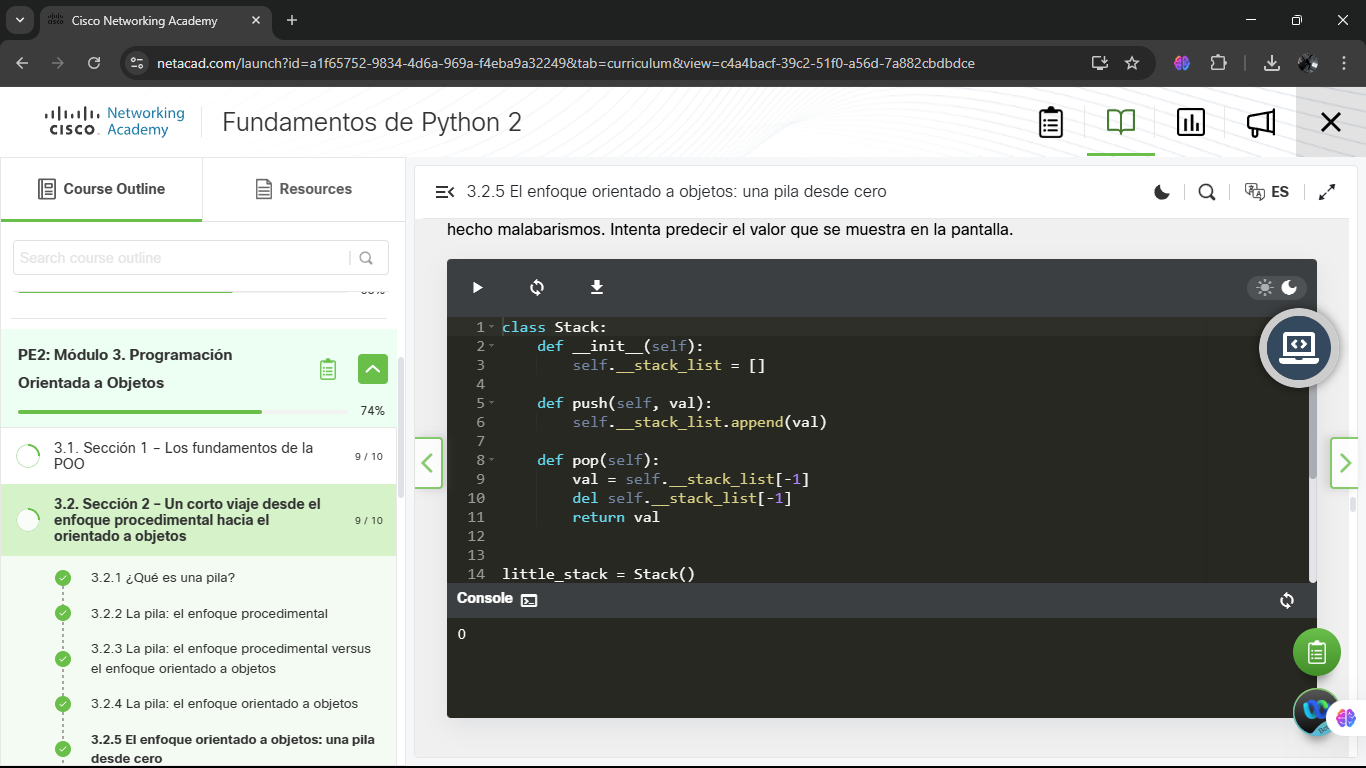 Cisco Networking Academy
netacad.com/launch?id=a1f65752-9834-4d6a-969a-f4eba9a32249&tab=curriculum&view=c4a4bacf-39c2-51f0-a56d-7a882cbdbdce
CISCO Networking Academy
Fundamentos de Python 2
Course Outline
Resources
3.2.5 El enfoque orientado a objetos: una pila desde cero
ES
Search course outline
PE2: Módulo 3. Programación
Orientada a Objetos
74%
3.1. Sección 1 – Los fundamentos de la
POO
9 / 10
3.2. Sección 2 – Un corto viaje desde el
enfoque procedimental hacia el
orientado a objetos
9 / 10
3.2.1 ¿Qué es una pila?
3.2.2 La pila: el enfoque procedimental
3.2.3 La pila: el enfoque procedimental versus
el enfoque orientado a objetos
3.2.4 La pila: el enfoque orientado a objetos
3.2.5 El enfoque orientado a objetos: una pila
desde cero
hecho malabarismos. Intenta predecir el valor que se muestra en la pantalla.
1 class Stack:
2     def __init__(self):
3         self.__stack_list = []
4
5     def push(self, val):
6         self.__stack_list.append(val)
7
8     def pop(self):
9         val = self.__stack_list[-1]
10         del self.__stack_list[-1]
11         return val
12
13
14 little_stack = Stack()
Console
0